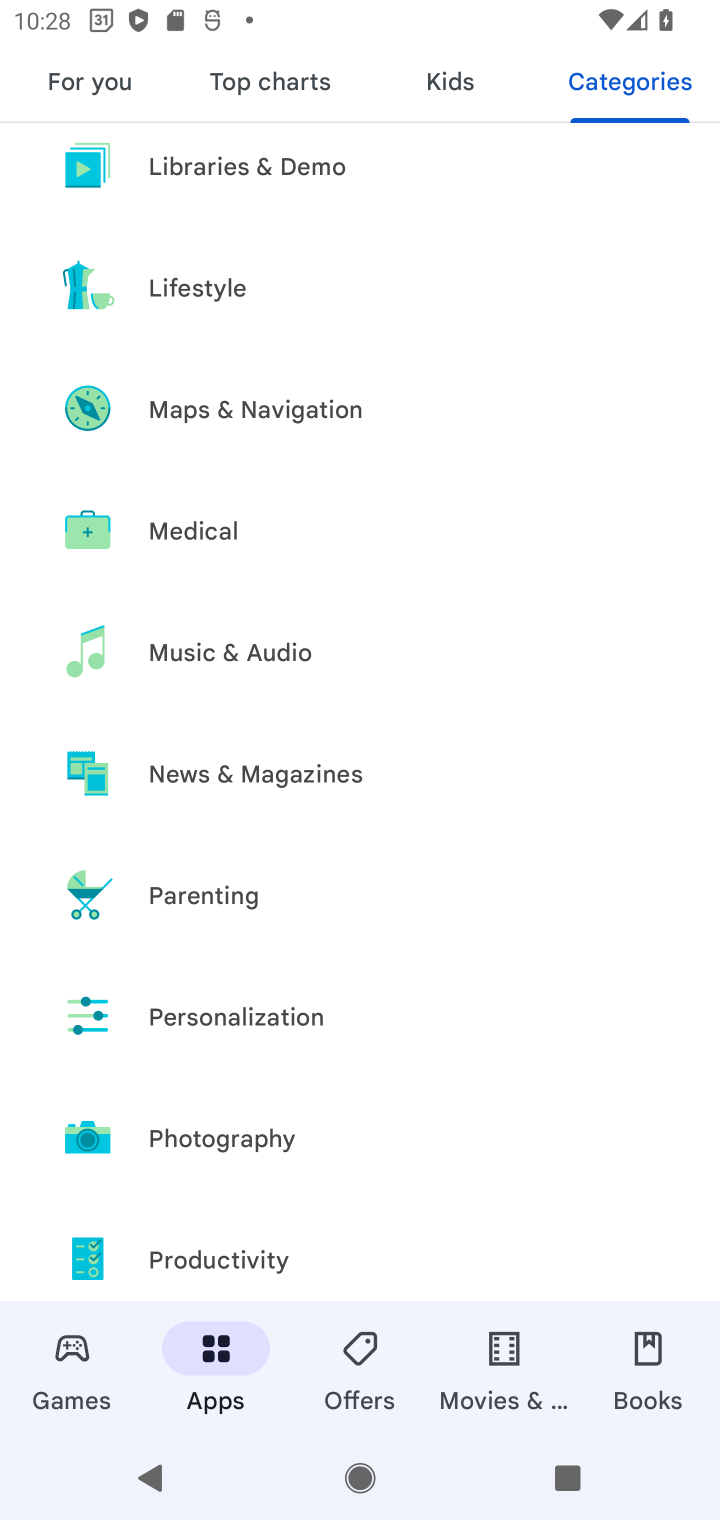 10:28 31
For you Top charts Kids Categories
Libraries & Demo
Lifestyle
Maps & Navigation
Medical
Music & Audio
News & Magazines
Parenting
Personalization
Photography
Productivity
Games Apps Offers Movies & ... Books